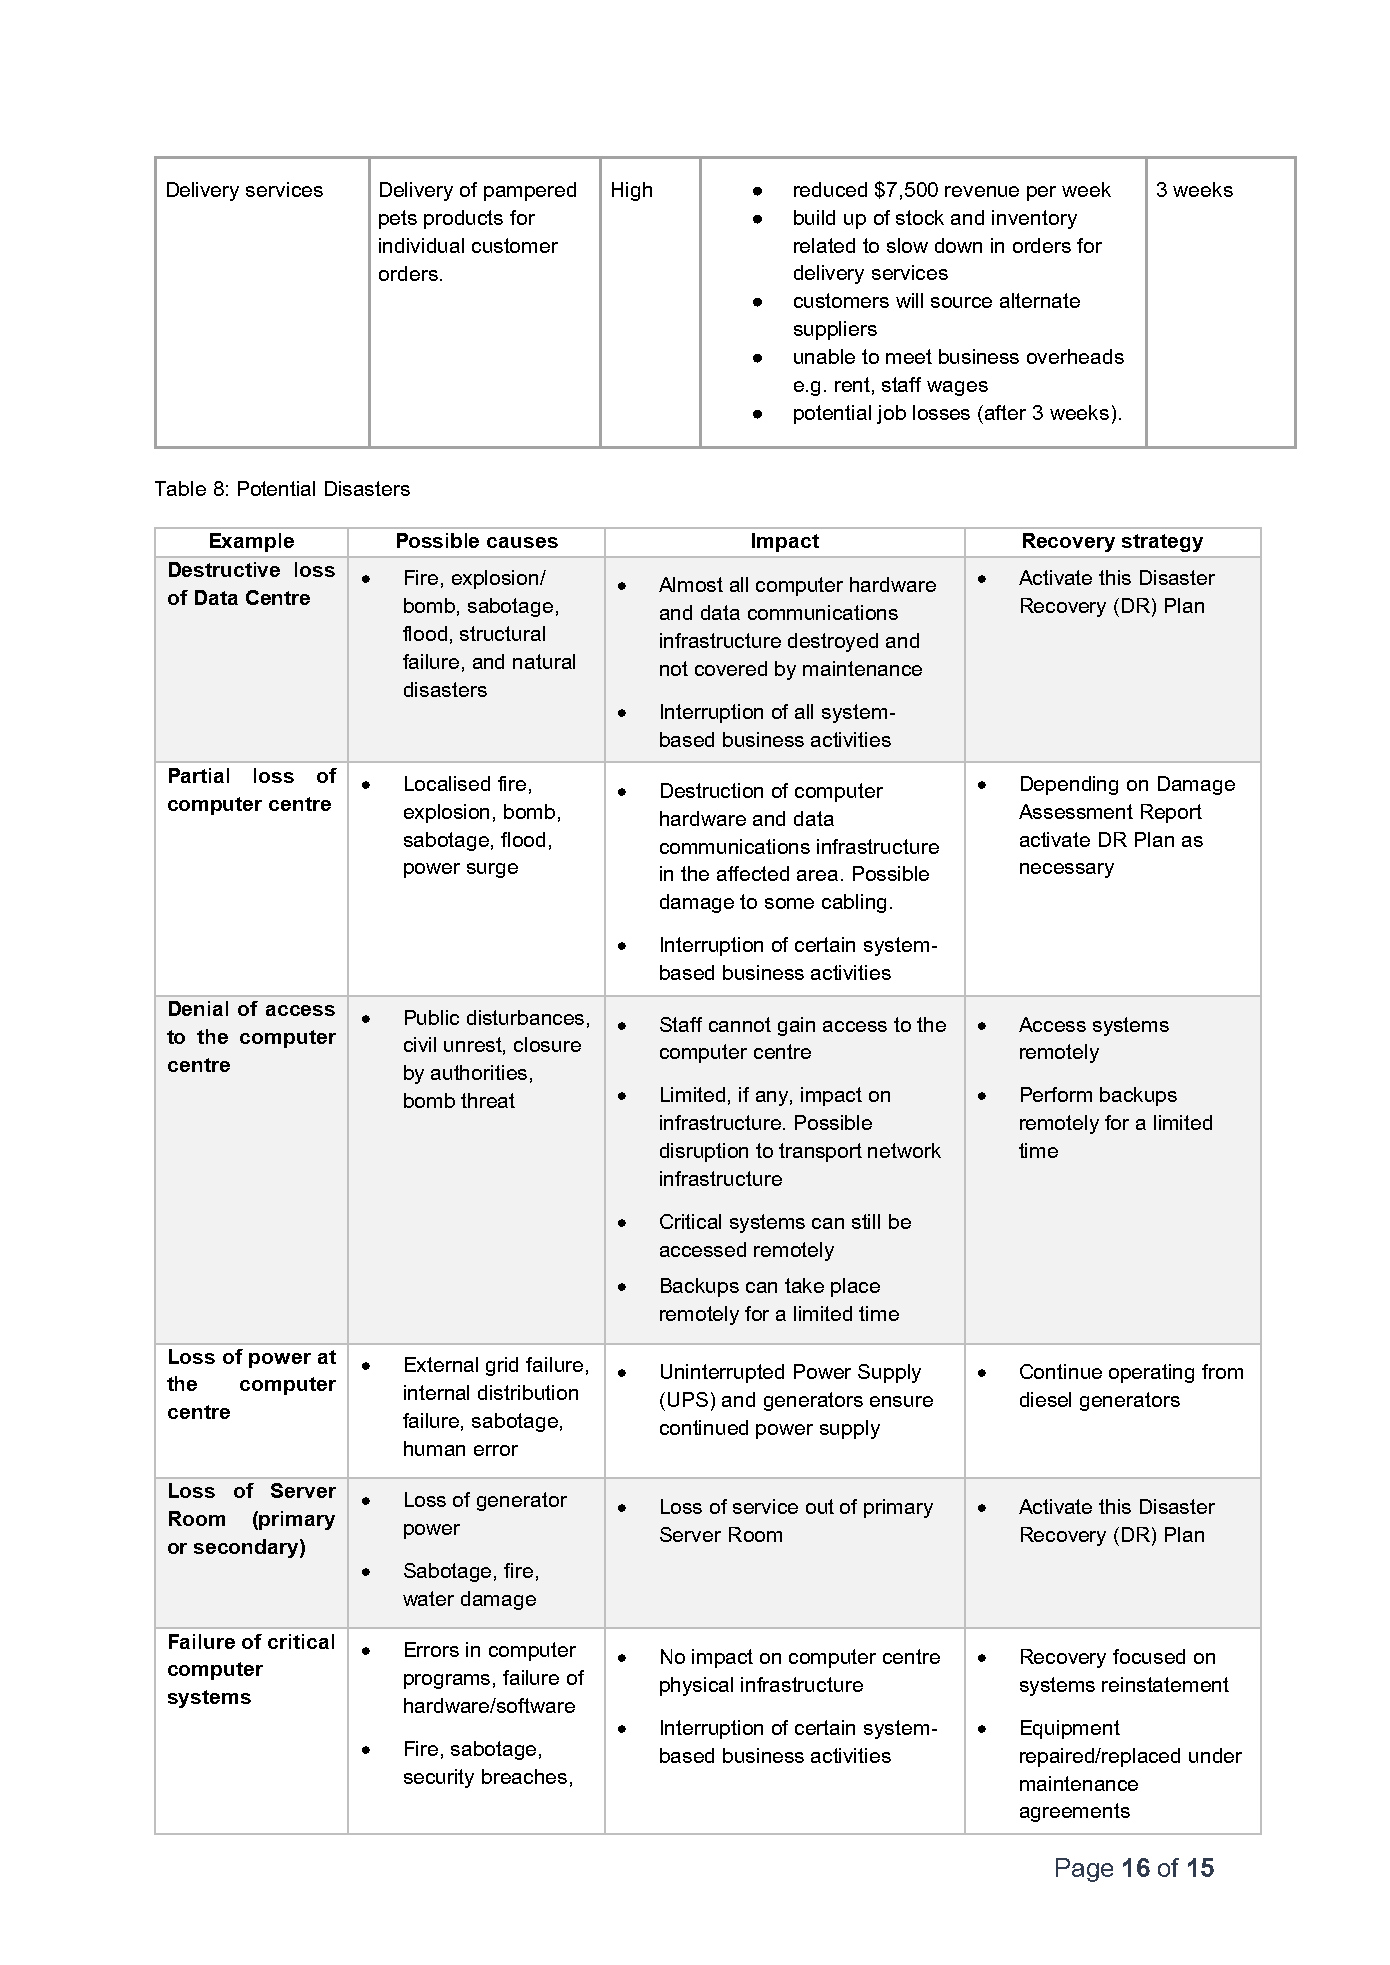 Delivery services
Delivery of pampered
pets products for
individual customer
orders.
High
● reduced $7,500 revenue per week
● build up of stock and inventory
related to slow down in orders for
delivery services
● customers will source alternate
suppliers
● unable to meet business overheads
e.g. rent, staff wages
● potential job losses (after 3 weeks).
3 weeks
Table 8: Potential Disasters
Example
Possible causes
Impact
Recovery strategy
Destructive loss
of Data Centre
• Fire, explosion/
bomb, sabotage,
flood, structural
failure, and natural
disasters
• Almost all computer hardware
and data communications
infrastructure destroyed and
not covered by maintenance
• Interruption of all system-
based business activities
• Activate this Disaster
Recovery (DR) Plan
Partial loss of
computer centre
• Localised fire,
explosion, bomb,
sabotage, flood,
power surge
• Destruction of computer
hardware and data
communications infrastructure
in the affected area. Possible
damage to some cabling.
• Interruption of certain system-
based business activities
• Depending on Damage
Assessment Report
activate DR Plan as
necessary
Denial of access
to the computer
centre
• Public disturbances,
civil unrest, closure
by authorities,
bomb threat
• Staff cannot gain access to the
computer centre
• Limited, if any, impact on
infrastructure. Possible
disruption to transport network
infrastructure
• Critical systems can still be
accessed remotely
• Backups can take place
remotely for a limited time
• Access systems
remotely
• Perform backups
remotely for a limited
time
Loss of power at
the computer
centre
• External grid failure,
internal distribution
failure, sabotage,
human error
• Uninterrupted Power Supply
(UPS) and generators ensure
continued power supply
• Continue operating from
diesel generators
Loss of Server
Room (primary
or secondary)
• Loss of generator
power
• Sabotage, fire,
water damage
• Loss of service out of primary
Server Room
• Activate this Disaster
Recovery (DR) Plan
Failure of critical
computer
systems
• Errors in computer
programs, failure of
hardware/software
• Fire, sabotage,
security breaches,
• No impact on computer centre
physical infrastructure
• Interruption of certain system-
based business activities
• Recovery focused on
systems reinstatement
• Equipment
repaired/replaced under
maintenance
agreements
Page 16 of 15